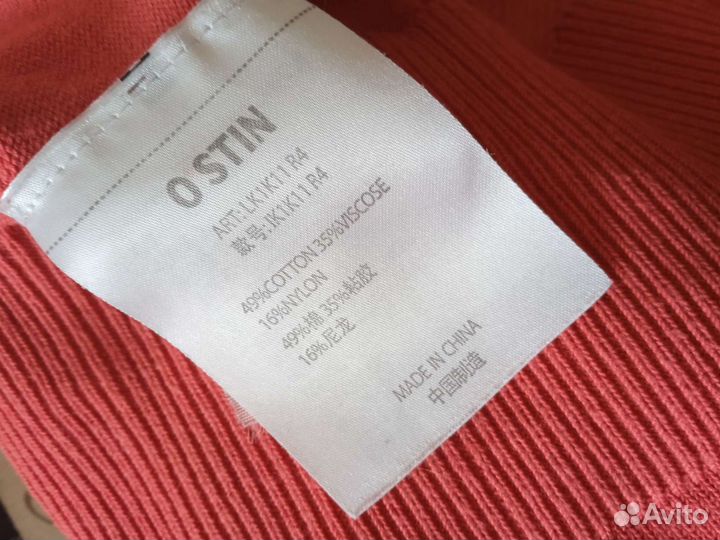 O STIN
ART:LK1K11 R4
款号:IK1K11 R4
49%COTTON 35%VISCOSE
16%NYLON
49%棉 35%粘胶
16%尼龙
MADE IN CHINA
中国制造
Avito